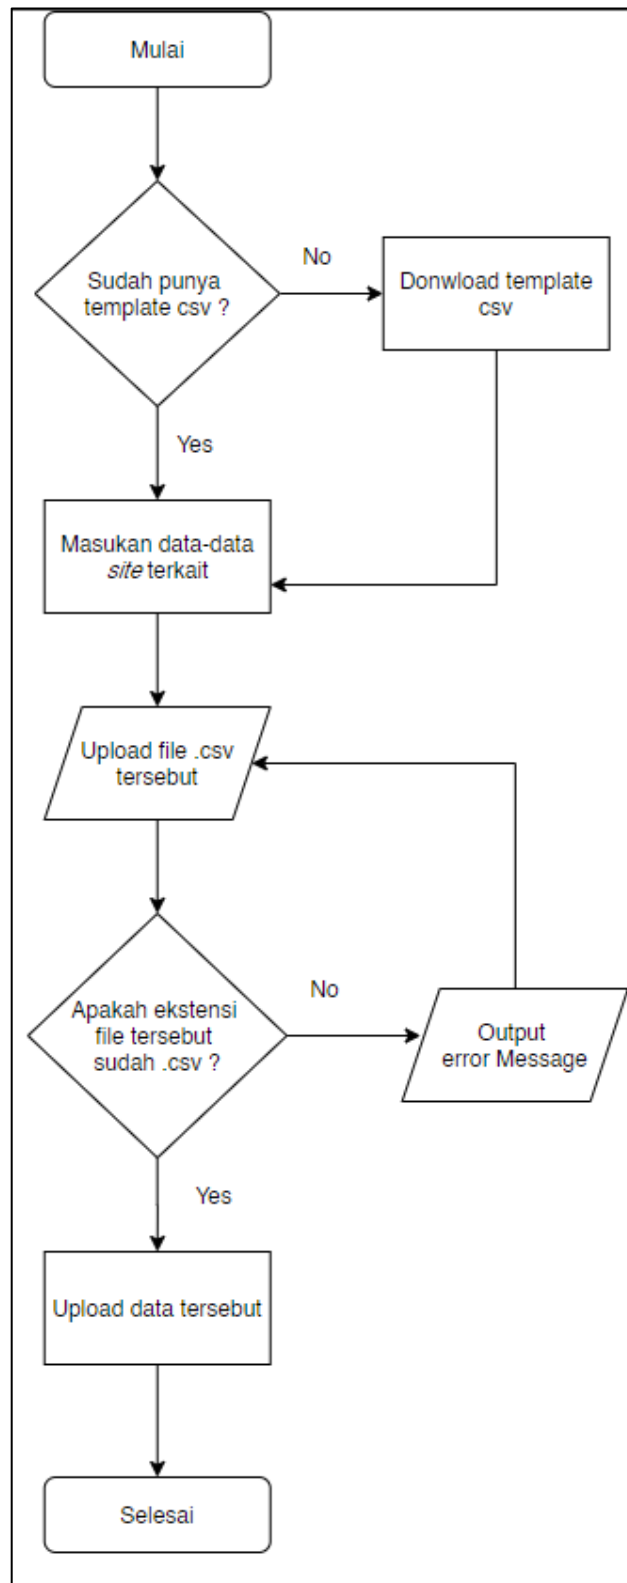 Mulai
Sudah punya
template csv ?
No
Donwload template
csv
Yes
Masukan data-data
site terkait
Upload file .csv
tersebut
Apakah ekstensi
file tersebut
sudah .csv ?
No
Output
error Message
Yes
Upload data tersebut
Selesai